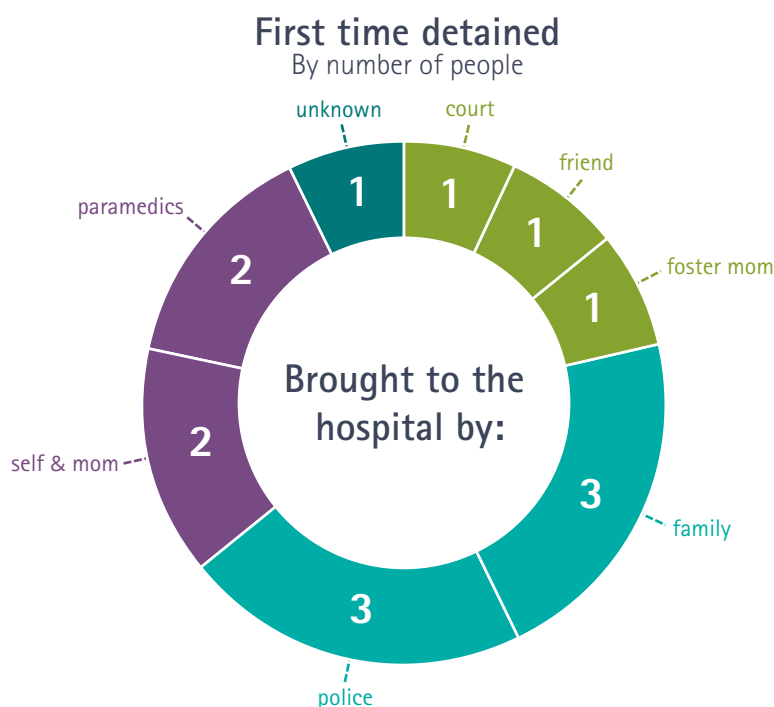 First time detained
By number of people
unknown
court
friend
foster mom
family
police
self & mom
paramedics
1
1
1
1
3
3
2
2
Brought to the
hospital by: